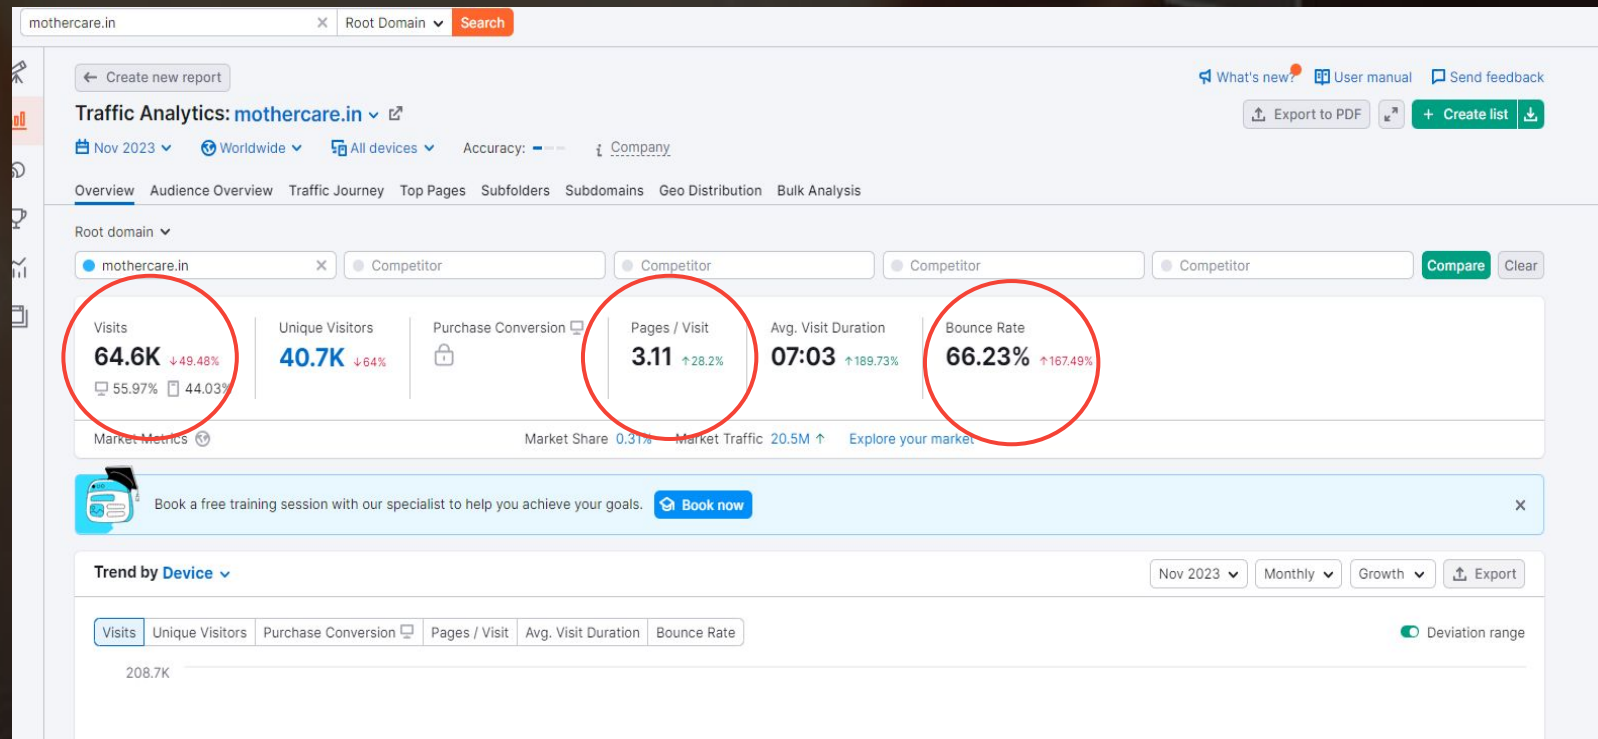 mothercare.in Root Domain Search
Create new report What's new? User manual Send feedback
Traffic Analytics: mothercare.in Export to PDF + Create list
Nov 2023 Worldwide All devices Accuracy: i Company
Overview Audience Overview Traffic Journey Top Pages Subfolders Subdomains Geo Distribution Bulk Analysis
Root domain
mothercare.in Competitor Competitor Competitor Competitor Compare Clear
Visits Unique Visitors Purchase Conversion Pages / Visit Avg. Visit Duration Bounce Rate
64.6K ↓49.48% 40.7K ↓64% 3.11 ↑28.2% 07:03 ↑189.73% 66.23% ↑167.49%
55.97% 44.03%
Market Metrics Market Share 0.31% Market Traffic 20.5M ↑ Explore your market
Book a free training session with our specialist to help you achieve your goals. Book now
Trend by Device Nov 2023 Monthly Growth Export
Visits Unique Visitors Purchase Conversion Pages / Visit Avg. Visit Duration Bounce Rate Deviation range
208.7K